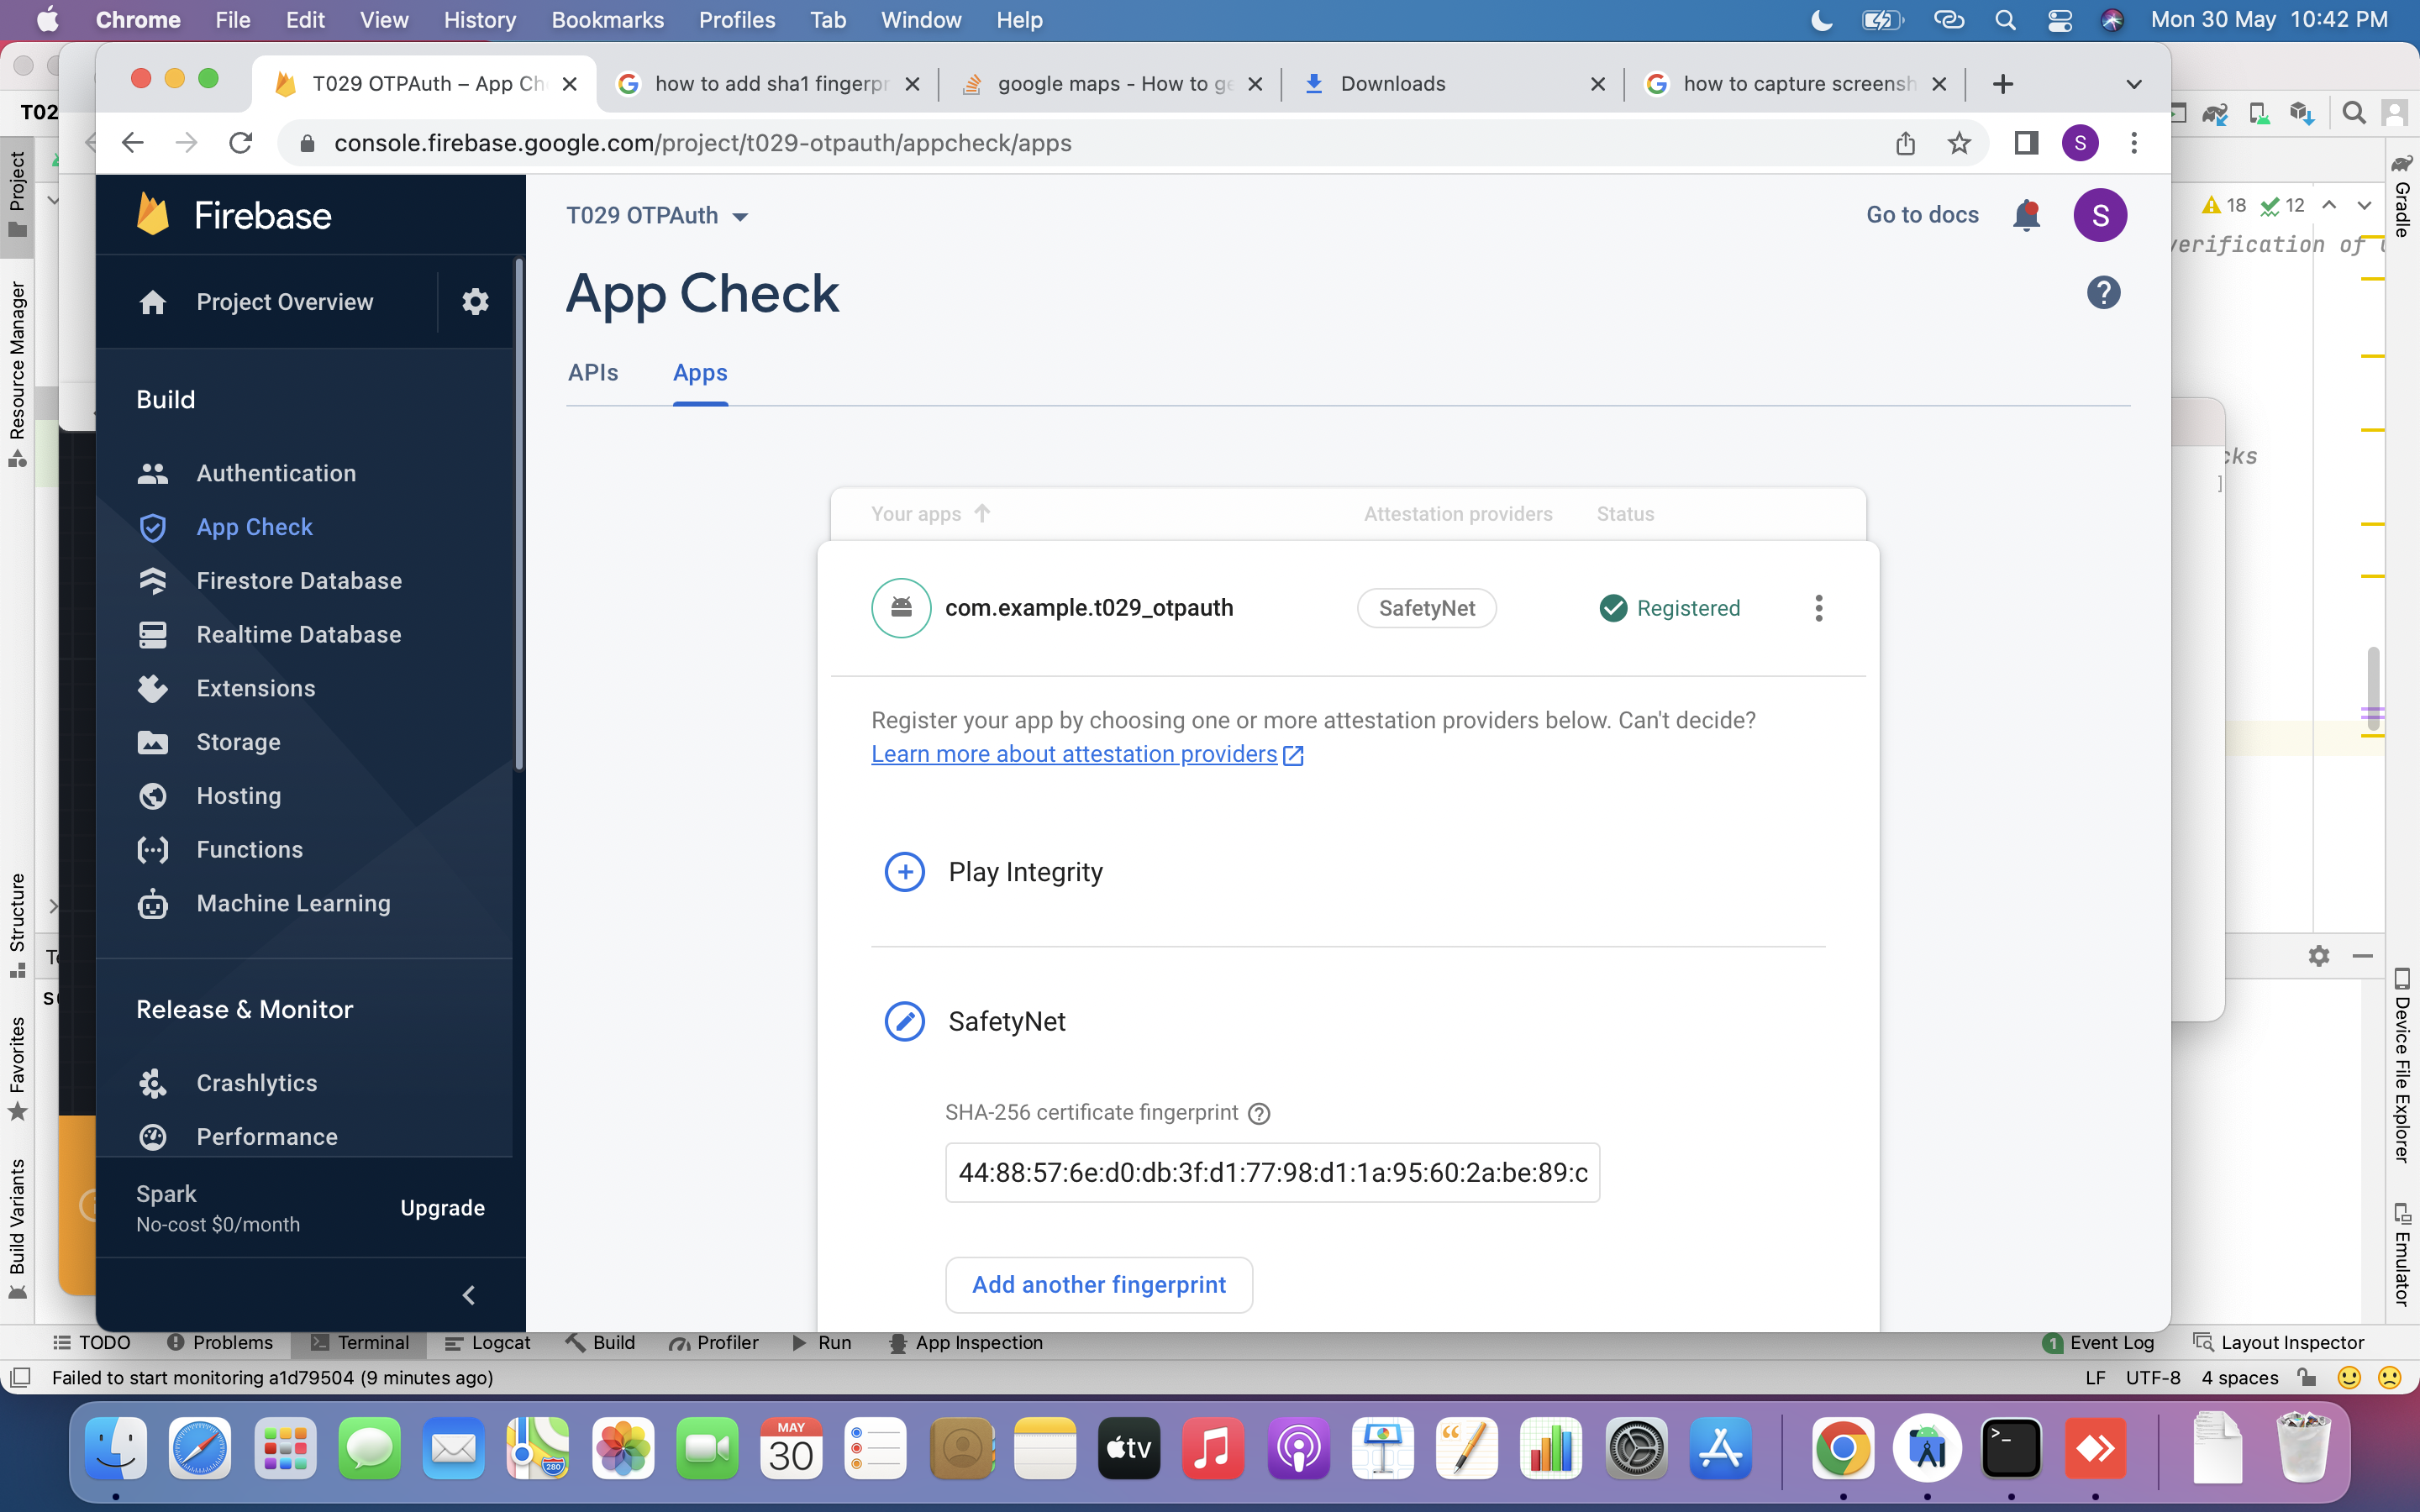 Chrome File Edit View History Bookmarks Profiles Tab Window Help Mon 30 May 10:42 PM
T029 OTPAuth – App Ch
how to add sha1 fingerpr
google maps - How to ge
Downloads
how to capture screensh
T02
console.firebase.google.com/project/t029-otpauth/appcheck/apps
S
Project
Resource Manager
Structure
Favorites
Build Variants
Firebase
Project Overview
Build
Authentication
App Check
Firestore Database
Realtime Database
Extensions
Storage
Hosting
Functions
Machine Learning
Release & Monitor
Crashlytics
Performance
Spark
No-cost $0/month
Upgrade
T029 OTPAuth
Go to docs
S
App Check
APIs Apps
Your apps Attestation providers Status
com.example.t029_otpauth SafetyNet Registered
Register your app by choosing one or more attestation providers below. Can't decide?
Learn more about attestation providers
Play Integrity
SafetyNet
SHA-256 certificate fingerprint
44:88:57:6e:d0:db:3f:d1:77:98:d1:1a:95:60:2a:be:89:c
Add another fingerprint
18 12
verification of
cks
]
Gradle
Device File Explorer
Emulator
TODO Problems Terminal Logcat Build Profiler Run App Inspection 1 Event Log Layout Inspector
Failed to start monitoring a1d79504 (9 minutes ago) LF UTF-8 4 spaces
280
MAY
30
tv